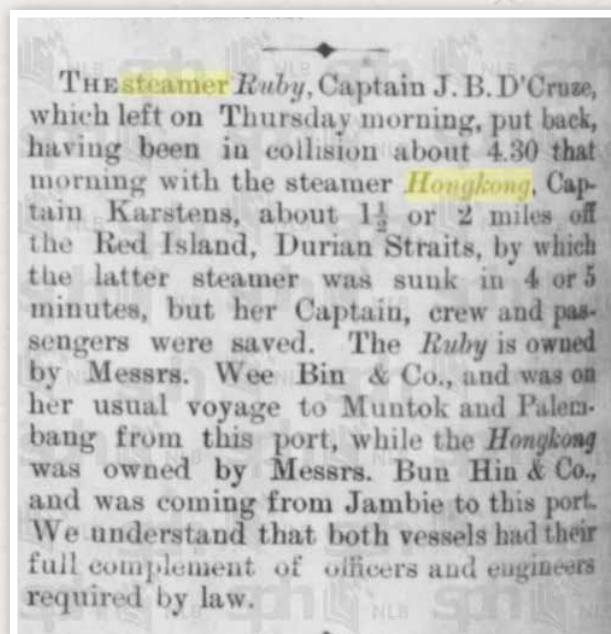 THE steamer Ruby, Captain J. B. D'Cruze,
which left on Thursday morning, put back,
having been in collision about 4.30 that
morning with the steamer Hongkong, Cap-
tain Karstens, about 1½ or 2 miles off
the Red Island, Durian Straits, by which
the latter steamer was sunk in 4 or 5
minutes, but her Captain, crew and pas-
sengers were saved. The Ruby is owned
by Messrs. Wee Bin & Co., and was on
her usual voyage to Muntok and Palem-
bang from this port, while the Hongkong
was owned by Messrs. Bun Hin & Co.,
and was coming from Jambie to this port.
We understand that both vessels had their
full complement of officers and engineers
required by law.
sph NLB